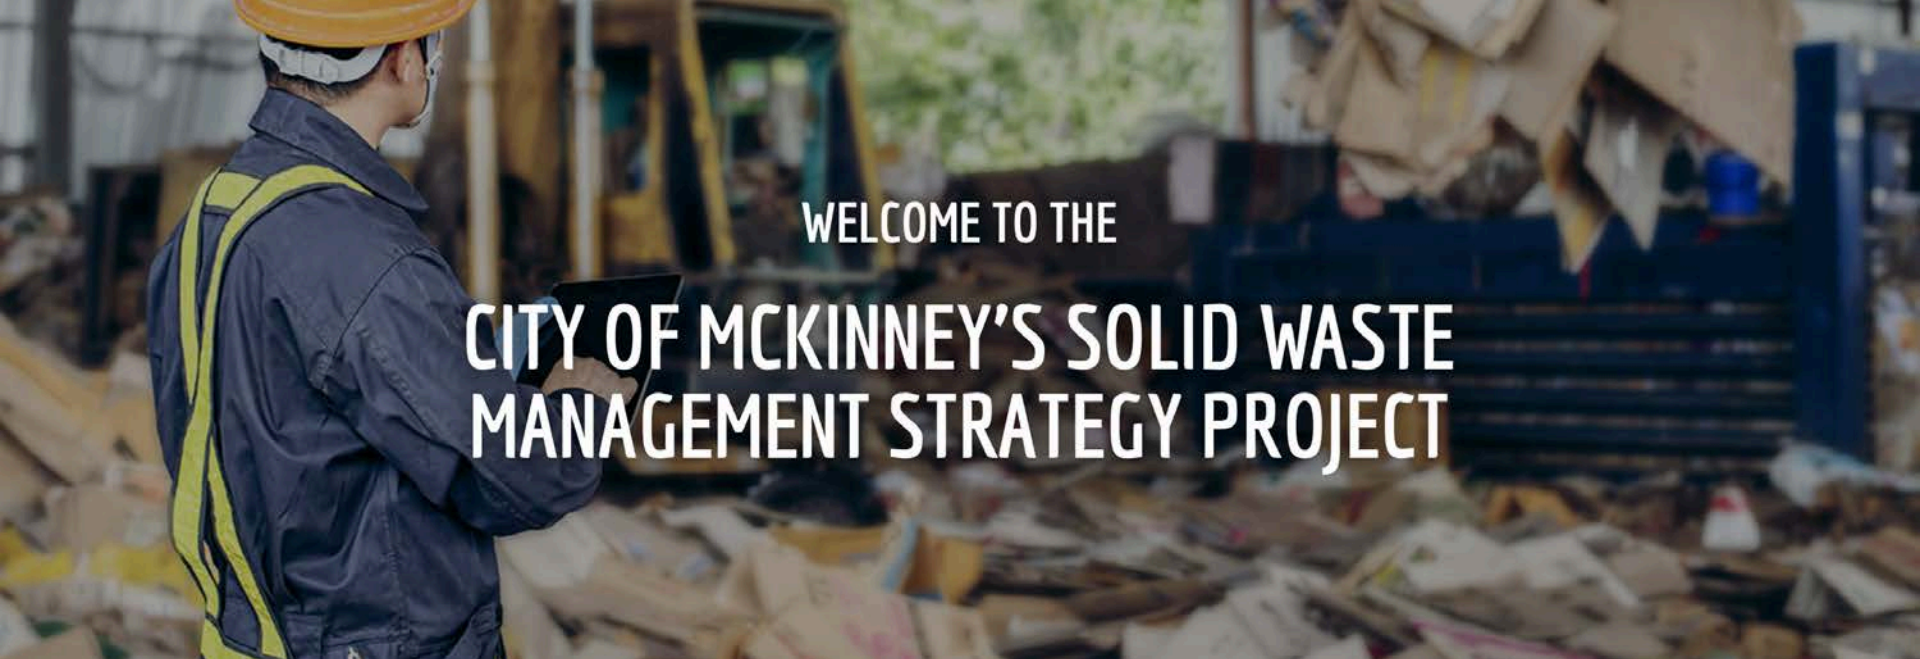 WELCOME TO THE
CITY OF MCKINNEY’S SOLID WASTE
MANAGEMENT STRATEGY PROJECT